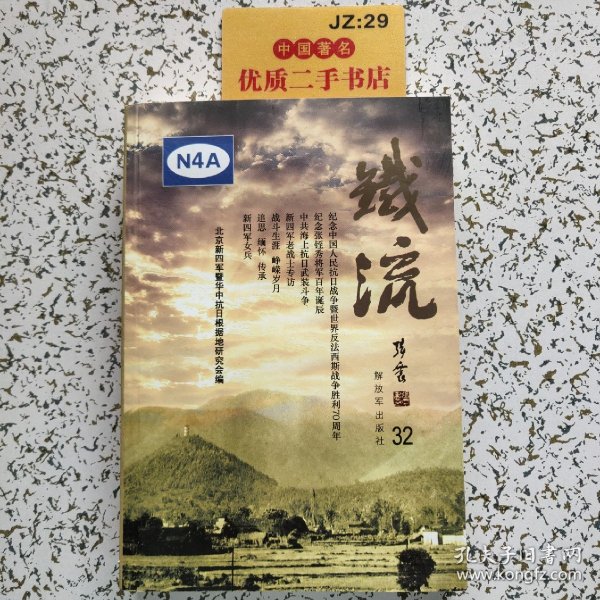 JZ:29
中国著名
优质二手书店
N4A
鐵流
纪念中国人民抗日战争暨世界反法西斯战争胜利70周年
纪念张铚秀将军百年诞辰
中共海上抗日武装斗争
新四军老战士专访
战斗生涯 峥嵘岁月
追思 缅怀 传承
新四军女兵
北京新四军暨华中抗日根据地研究会编
解放军出版社
32
孔夫子旧书网
www.kongfz.com